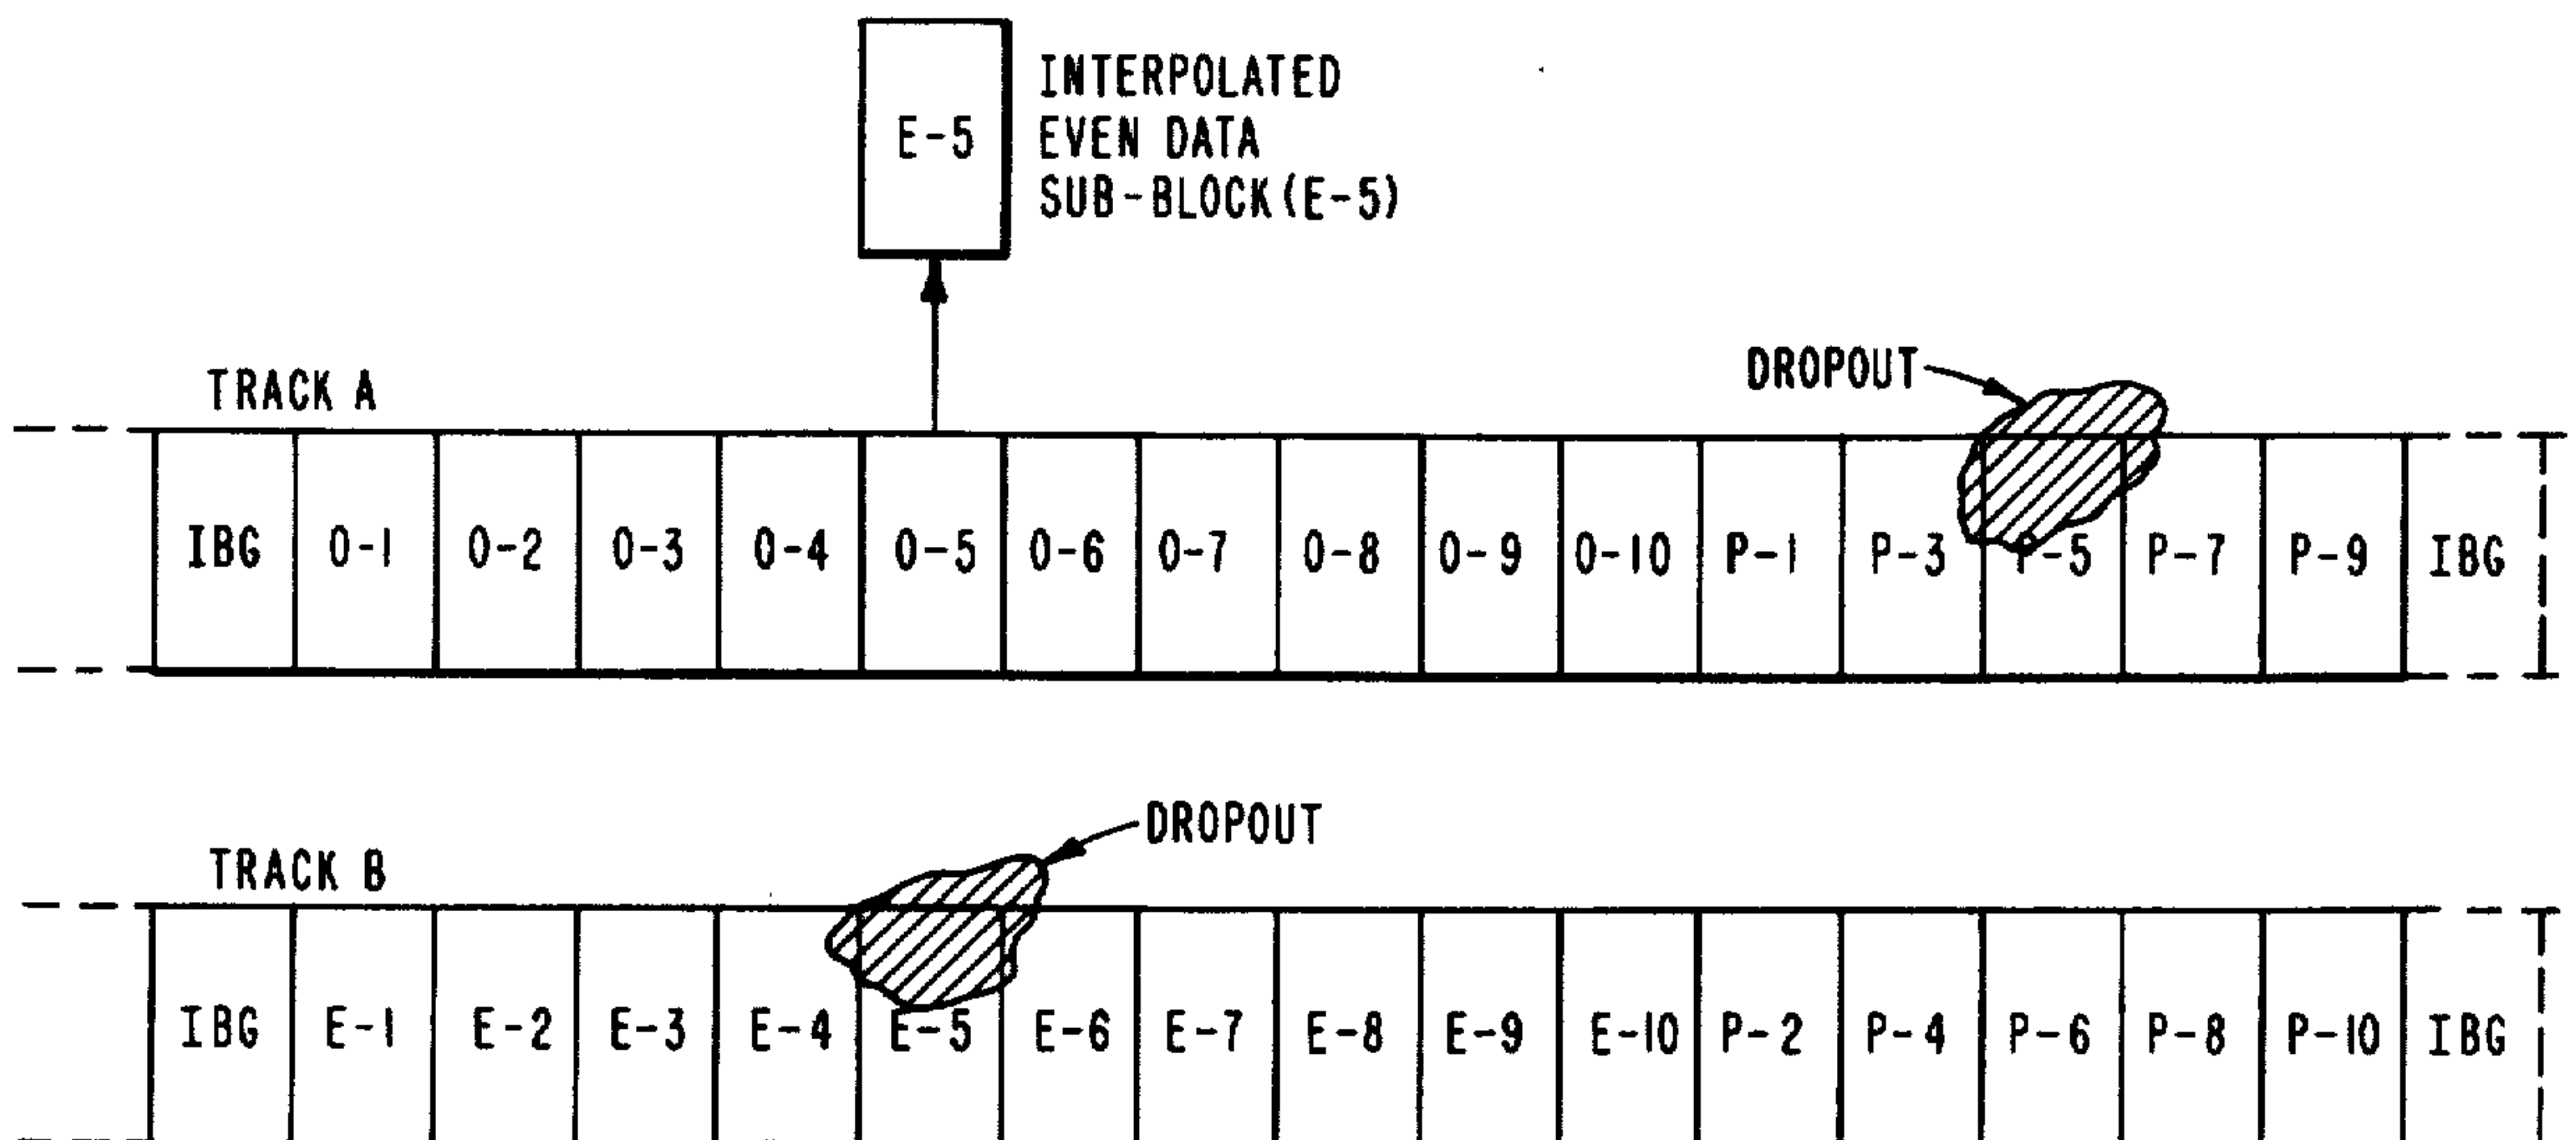 E-5
INTERPOLATED
EVEN DATA
SUB-BLOCK (E-5)
DROPOUT
TRACK A
IBG 0-1 0-2 0-3 0-4 0-5 0-6 0-7 0-8 0-9 0-10 P-1 P-3 P-5 P-7 P-9 IBG
DROPOUT
TRACK B
IBG E-1 E-2 E-3 E-4 E-5 E-6 E-7 E-8 E-9 E-10 P-2 P-4 P-6 P-8 P-10 IBG